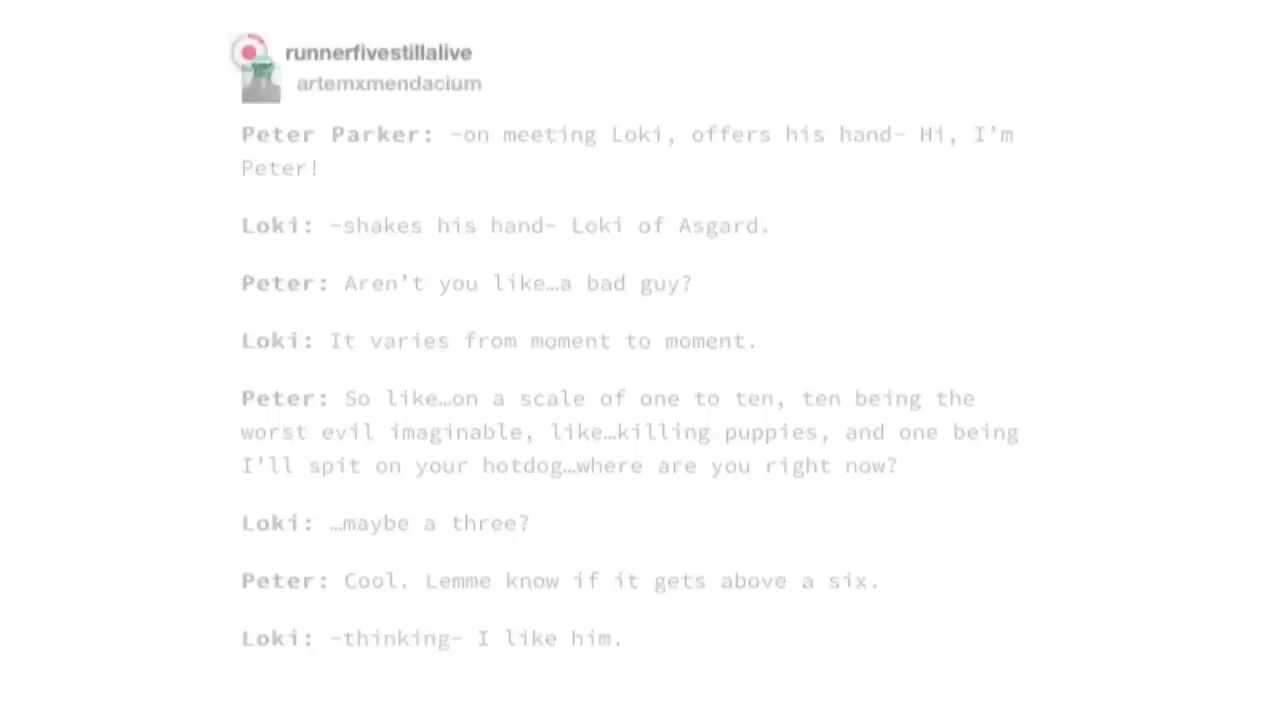 runnerfivestillalive
artemxmendacium
Peter Parker: -on meeting Loki, offers his hand- Hi, I’m
Peter!
Loki: -shakes his hand- Loki of Asgard.
Peter: Aren’t you like…a bad guy?
Loki: It varies from moment to moment.
Peter: So like…on a scale of one to ten, ten being the
worst evil imaginable, like…killing puppies, and one being
I’ll spit on your hotdog…where are you right now?
Loki: …maybe a three?
Peter: Cool. Lemme know if it gets above a six.
Loki: -thinking- I like him.